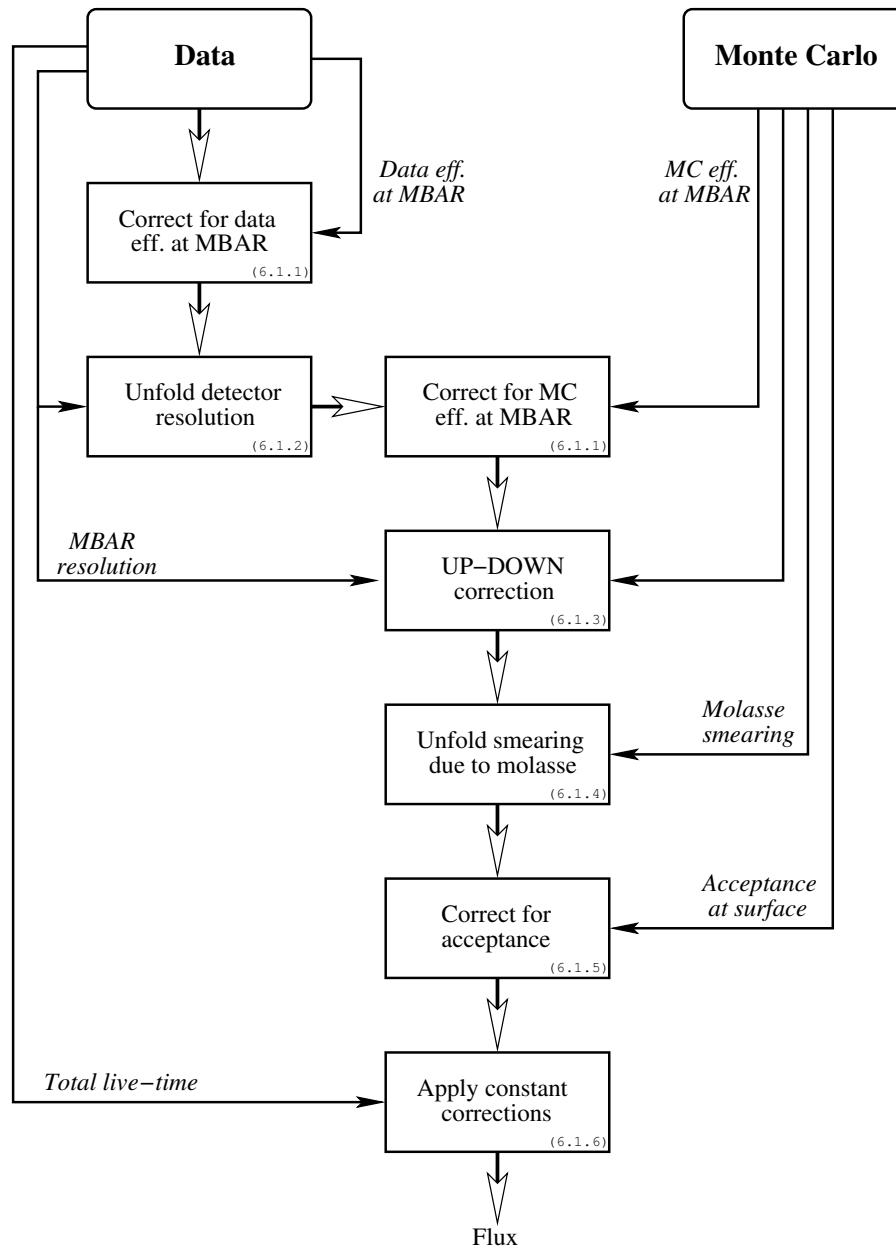 Data
Monte Carlo
Data eff.
at MBAR
MC eff.
at MBAR
Correct for data
eff. at MBAR
(6.1.1)
Unfold detector
resolution
(6.1.2)
Correct for MC
eff. at MBAR
(6.1.1)
MBAR
resolution
UP−DOWN
correction
(6.1.3)
Molasse
smearing
Unfold smearing
due to molasse
(6.1.4)
Acceptance
at surface
Correct for
acceptance
(6.1.5)
Total live−time
Apply constant
corrections
(6.1.6)
Flux